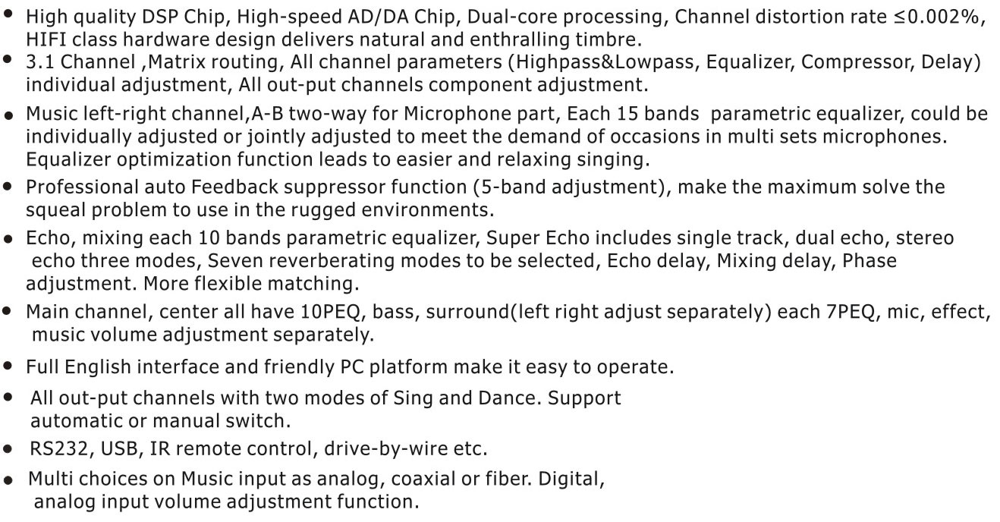 • High quality DSP Chip, High-speed AD/DA Chip, Dual-core processing, Channel distortion rate ≤0.002%,
HIFI class hardware design delivers natural and enthralling timbre.
• 3.1 Channel ,Matrix routing, All channel parameters (Highpass&Lowpass, Equalizer, Compressor, Delay)
individual adjustment, All out-put channels component adjustment.
• Music left-right channel,A-B two-way for Microphone part, Each 15 bands parametric equalizer, could be
individually adjusted or jointly adjusted to meet the demand of occasions in multi sets microphones.
Equalizer optimization function leads to easier and relaxing singing.
• Professional auto Feedback suppressor function (5-band adjustment), make the maximum solve the
squeal problem to use in the rugged environments.
• Echo, mixing each 10 bands parametric equalizer, Super Echo includes single track, dual echo, stereo
echo three modes, Seven reverberating modes to be selected, Echo delay, Mixing delay, Phase
adjustment. More flexible matching.
• Main channel, center all have 10PEQ, bass, surround(left right adjust separately) each 7PEQ, mic, effect,
music volume adjustment separately.
• Full English interface and friendly PC platform make it easy to operate.
• All out-put channels with two modes of Sing and Dance. Support
automatic or manual switch.
• RS232, USB, IR remote control, drive-by-wire etc.
• Multi choices on Music input as analog, coaxial or fiber. Digital,
analog input volume adjustment function.